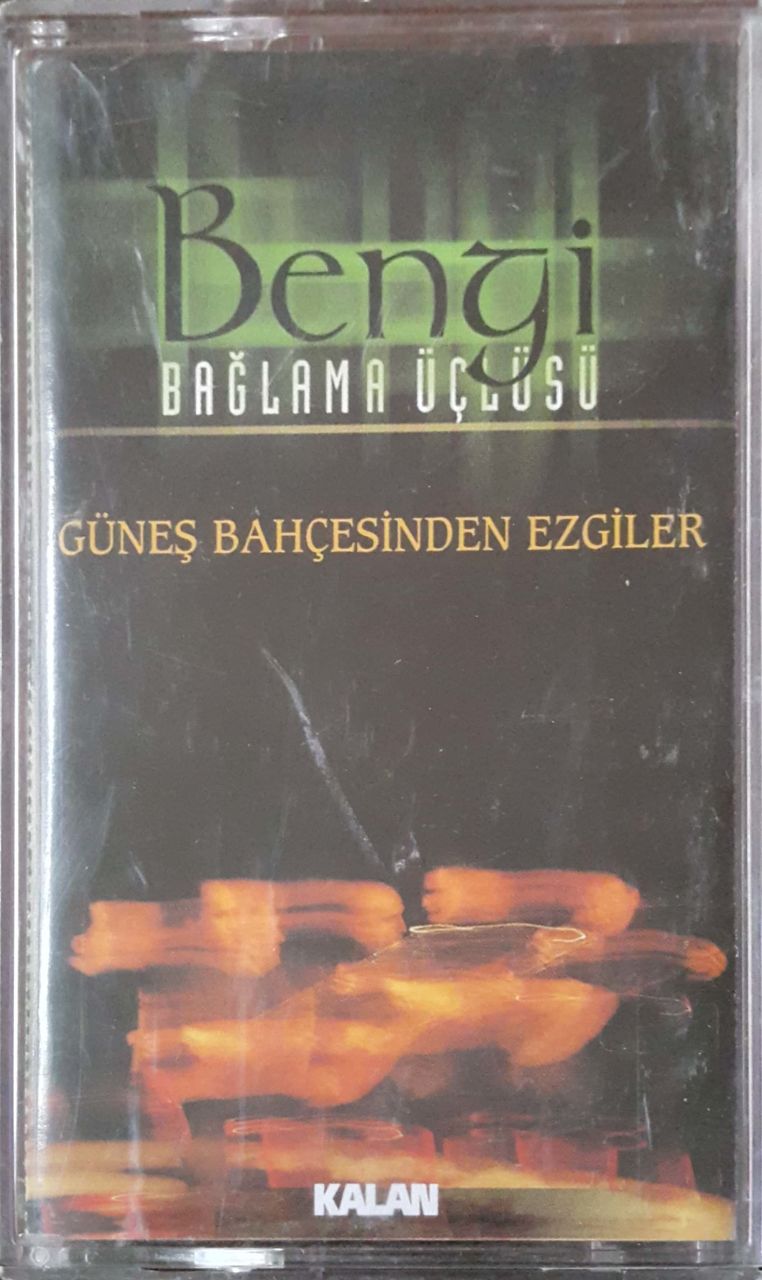 Bengi
BAĞLAMA ÜÇLÜSÜ
GÜNEŞ BAHÇESİNDEN EZGİLER
KALAN